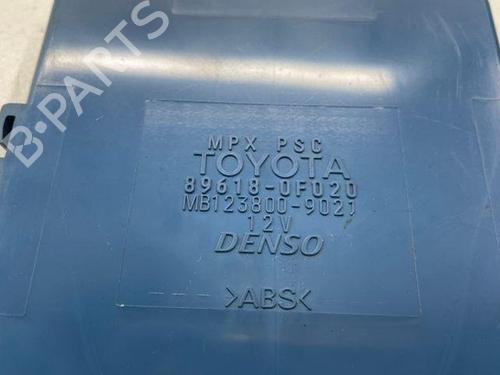 B-PARTS
MPX PSC
TOYOTA
89618-0F020
MB123800-9021
12V
DENSO
>ABS<